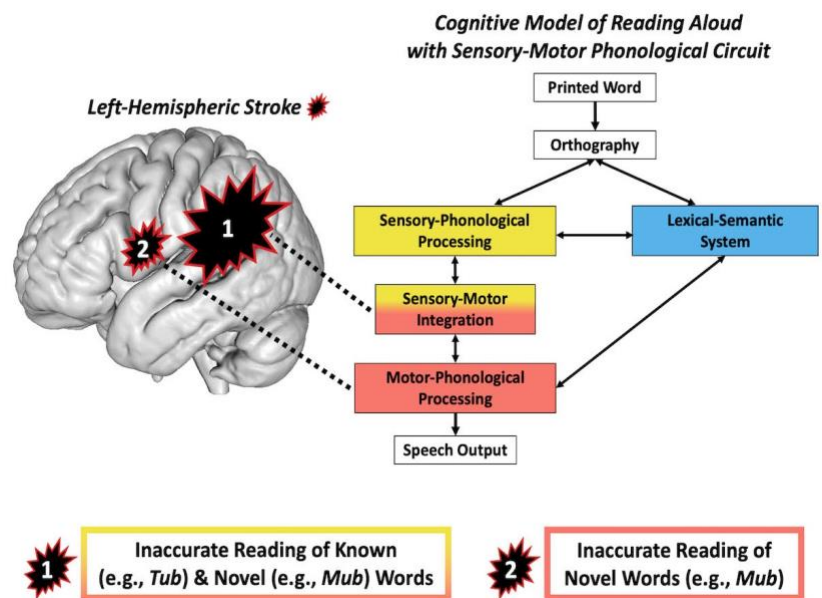 Cognitive Model of Reading Aloud
with Sensory-Motor Phonological Circuit
Left-Hemispheric Stroke
Printed Word
Orthography
Sensory-Phonological
Processing
Lexical-Semantic
System
Sensory-Motor
Integration
Motor-Phonological
Processing
Speech Output
1
2
1
Inaccurate Reading of Known
(e.g., Tub) & Novel (e.g., Mub) Words
2
Inaccurate Reading of
Novel Words (e.g., Mub)